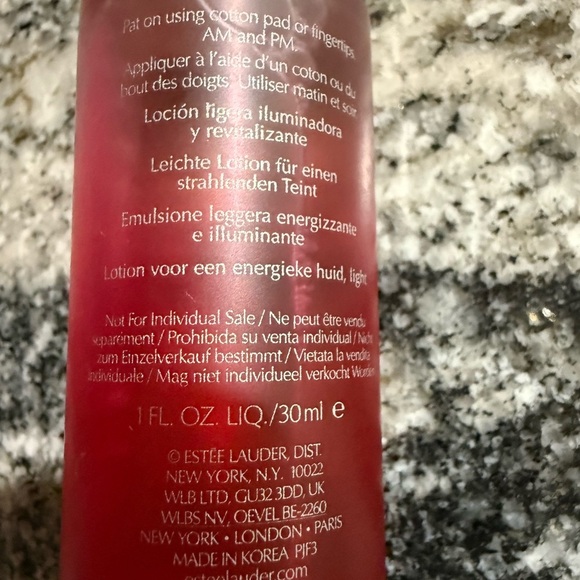 Pat on using cotton pad or fingertips
AM and PM.
Appliquer à l'aide d'un coton ou du
bout des doigts. Utiliser matin et soir
Loción ligera iluminadora
y revitalizante
Leichte Lotion für einen
strahlenden Teint
Emulsione leggera energizzante
e illuminante
Lotion voor een energieke huid, light
Not For Individual Sale / Ne peut être vendu
séparément / Prohibida su venta individual / Nicht
zum Einzelverkauf bestimmt / Vietata la vendita
individuale / Mag niet individueel verkocht Worden
1 FL. OZ. LIQ./30ml e
© ESTÉE LAUDER, DIST.
NEW YORK, N.Y. 10022
WLB LTD, GU32 3DD, UK
WLBS NV, OEVEL BE-2260
NEW YORK • LONDON • PARIS
MADE IN KOREA PJF3
esteelauder.com